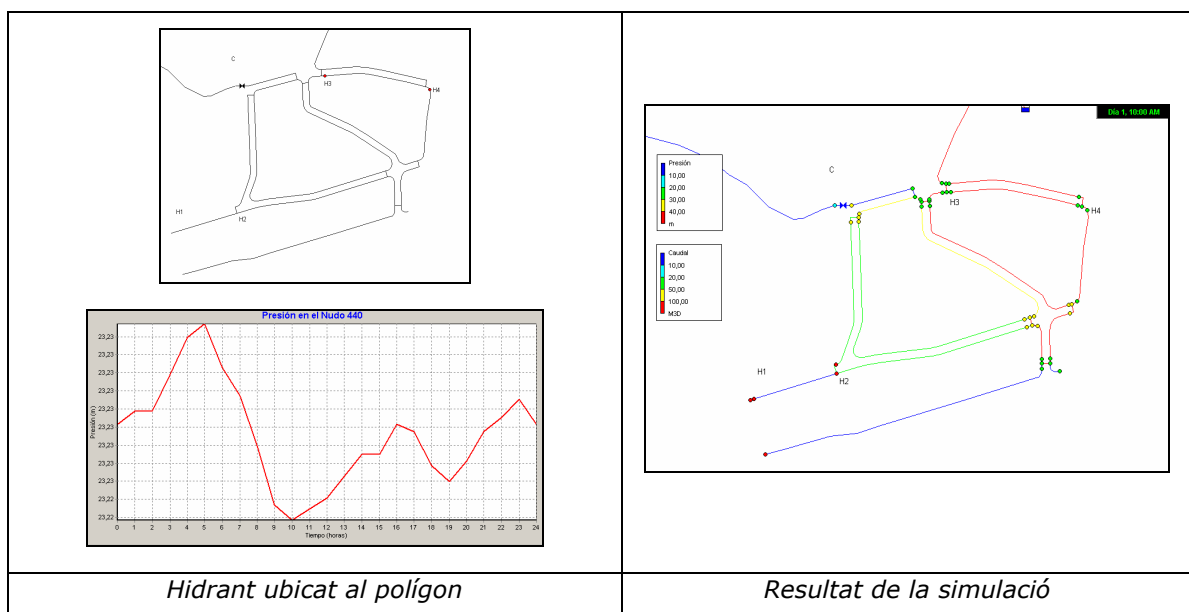 C
H3
H4
H1
H2
Presión en el Nudo 440
23,23
23,23
23,23
23,23
23,23
23,23
23,23
23,23
23,23
23,22
23,22
Presión (m)
0 1 2 3 4 5 6 7 8 9 10 11 12 13 14 15 16 17 18 19 20 21 22 23 24
Tiempo (horas)
Hidrant ubicat al polígon
Día 1, 10:00 AM
Presión
10,00
20,00
30,00
40,00
m
Caudal
10,00
20,00
50,00
100,00
M3D
C
H3
H4
H1
H2
Resultat de la simulació